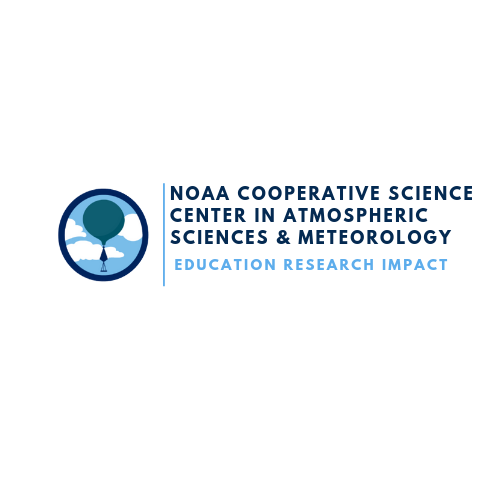 NOAA COOPERATIVE SCIENCE
CENTER IN ATMOSPHERIC
SCIENCES & METEOROLOGY
EDUCATION RESEARCH IMPACT